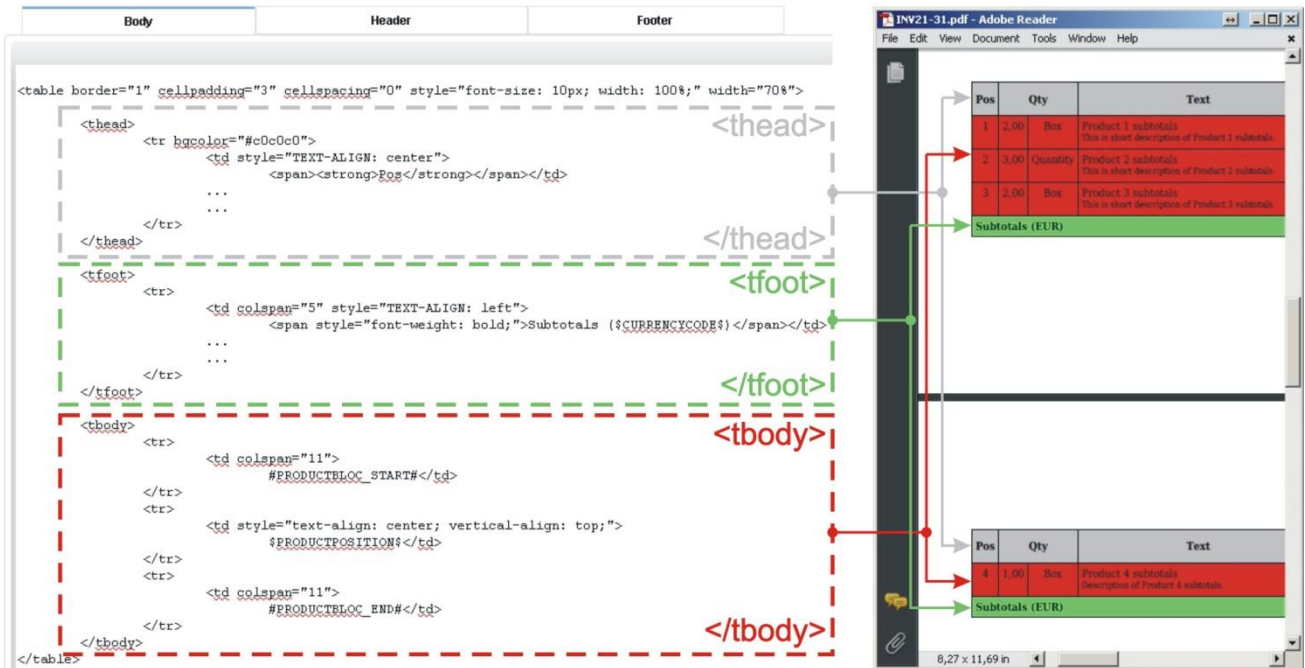 Body Header Footer
<table border="1" cellpadding="3" cellspacing="0" style="font-size: 10px; width: 100%;" width="70%">
<thead>
<thead>
<tr bgcolor="#c0c0c0">
<td style="TEXT-ALIGN: center">
<span><strong>Pos</strong></span></td>
...
...
</tr>
</thead>
</thead>
<tfoot>
<tfoot>
<tr>
<td colspan="5" style="TEXT-ALIGN: left">
<span style="font-weight: bold;">Subtotals ($CURRENCYCODE$)</span></td>
...
...
</tr>
</tfoot>
</tfoot>
<tbody>
<tbody>
<tr>
<td colspan="11">
#PRODUCTBLOC_START#</td>
</tr>
<tr>
<td style="text-align: center; vertical-align: top;">
$PRODUCTPOSITION$</td>
</tr>
<tr>
<td colspan="11">
#PRODUCTBLOC_END#</td>
</tr>
</tbody>
</tbody>
</table>
INV21-31.pdf - Adobe Reader
File Edit View Document Tools Window Help
Pos Qty Text
1 2,00 Box Product 1 subtotals
This is short description of Product 1 subtotals.
2 3,00 Quantity Product 2 subtotals
This is short description of Product 2 subtotals.
3 2,00 Box Product 3 subtotals
This is short description of Product 3 subtotals.
Subtotals (EUR)
Pos Qty Text
4 1,00 Box Product 4 subtotals
Description of Product 4 subtotals.
Subtotals (EUR)
8,27 x 11,69 in